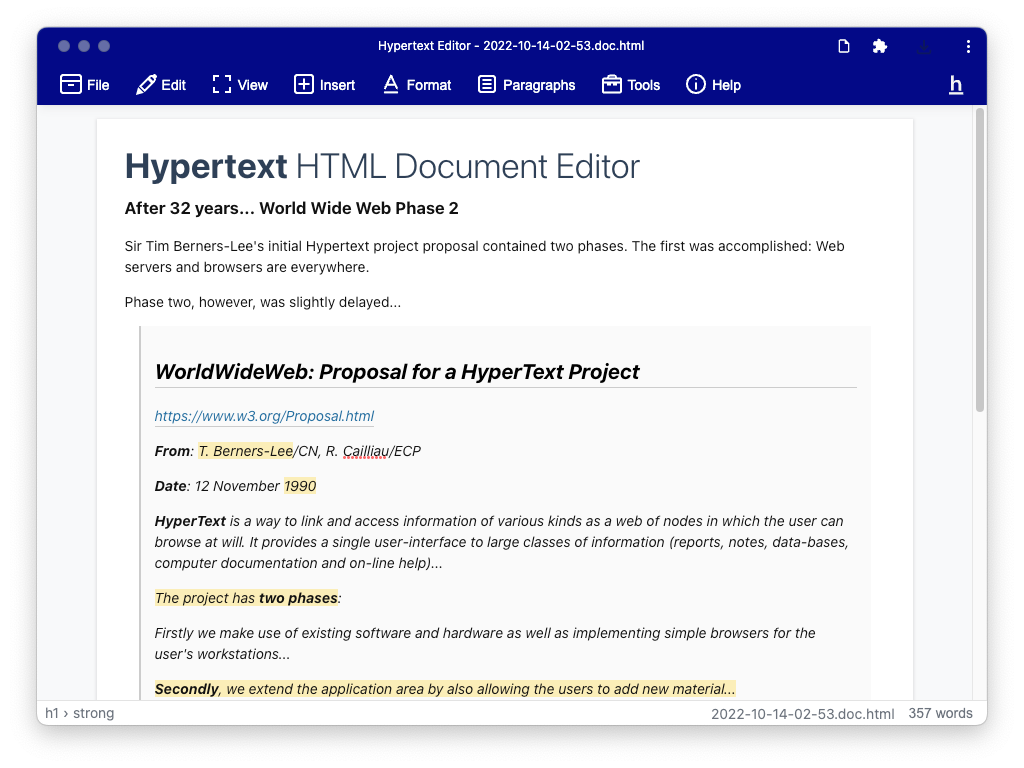 Hypertext Editor - 2022-10-14-02-53.doc.html
File Edit View Insert Format Paragraphs Tools Help h
Hypertext HTML Document Editor
After 32 years... World Wide Web Phase 2
Sir Tim Berners-Lee's initial Hypertext project proposal contained two phases. The first was accomplished: Web
servers and browsers are everywhere.
Phase two, however, was slightly delayed...
WorldWideWeb: Proposal for a HyperText Project
https://www.w3.org/Proposal.html
From: T. Berners-Lee/CN, R. Cailliau/ECP
Date: 12 November 1990
HyperText is a way to link and access information of various kinds as a web of nodes in which the user can
browse at will. It provides a single user-interface to large classes of information (reports, notes, data-bases,
computer documentation and on-line help)...
The project has two phases:
Firstly we make use of existing software and hardware as well as implementing simple browsers for the
user's workstations...
Secondly, we extend the application area by also allowing the users to add new material...
h1 › strong 2022-10-14-02-53.doc.html 357 words